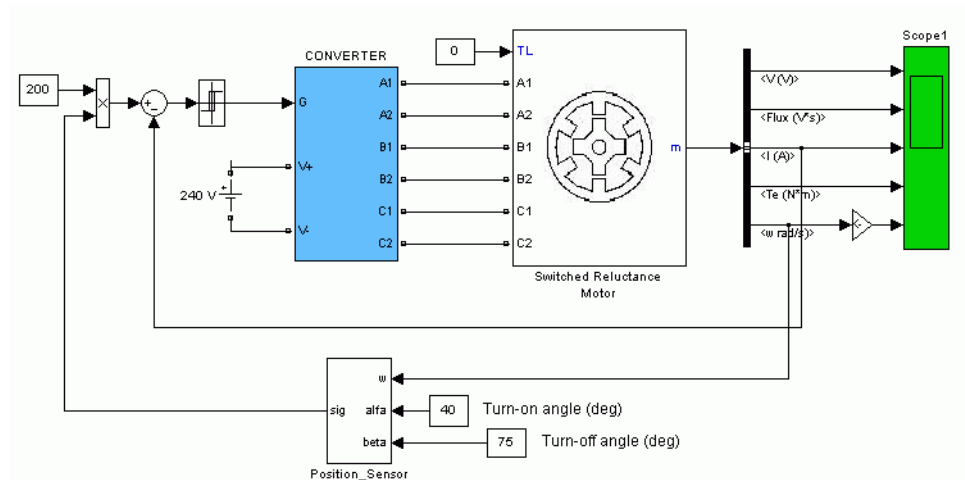 Scope1
CONVERTER
0
TL
200
×
G
A1
A1
A2
A2
B1
B1
B2
B2
C1
C1
C2
C2
V+
V-
240 V
+
m
<V (V)>
<Flux (V*s)>
<I (A)>
<Te (N*m)>
<w rad/s)>
Switched Reluctance
Motor
w
sig
alfa
beta
40
Turn-on angle (deg)
75
Turn-off angle (deg)
Position_Sensor